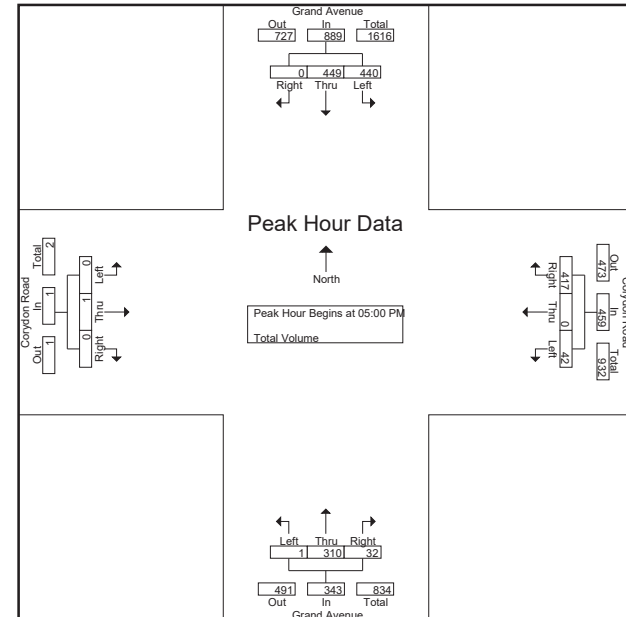 Grand Avenue
Out In Total
727 889 1616
0 449 440
Right Thru Left
Peak Hour Data
North
Peak Hour Begins at 05:00 PM
Total Volume
Corydon Road
Total In Out
2 1 1
0 1 0
Left Thru Right
Right Thru Left
417 0 42
473 459 932
Out In Total
Corydon Road
Left Thru Right
1 310 32
491 343 834
Out In Total
Grand Avenue